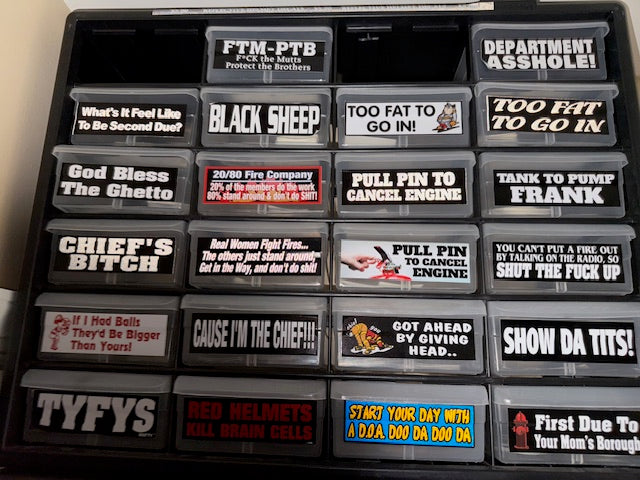 FTM-PTB
F*CK the Mutts
Protect the Brothers
DEPARTMENT
ASSHOLE!
What's It Feel Like
To Be Second Due?
BLACK SHEEP
TOO FAT TO
GO IN!
TOO FAT
TO GO IN
God Bless
The Ghetto
20/80 Fire Company
20% of the members do the work
80% stand around & don't do SHIT!
PULL PIN TO
CANCEL ENGINE
TANK TO PUMP
FRANK
CHIEF'S
BITCH
Real Women Fight Fires...
The others just stand around,
Get in the Way, and don't do shit!
PULL PIN
TO CANCEL
ENGINE
YOU CAN'T PUT A FIRE OUT
BY TALKING ON THE RADIO, SO
SHUT THE FUCK UP
If I Had Balls
They'd Be Bigger
Than Yours!
CAUSE I'M THE CHIEF!!!
GOT AHEAD
BY GIVING
HEAD..
SHOW DA TITS!
TYFYS
RED HELMETS
KILL BRAIN CELLS
START YOUR DAY WITH
A D.O.A. DOO DA DOO DA
First Due To
Your Mom's Borough